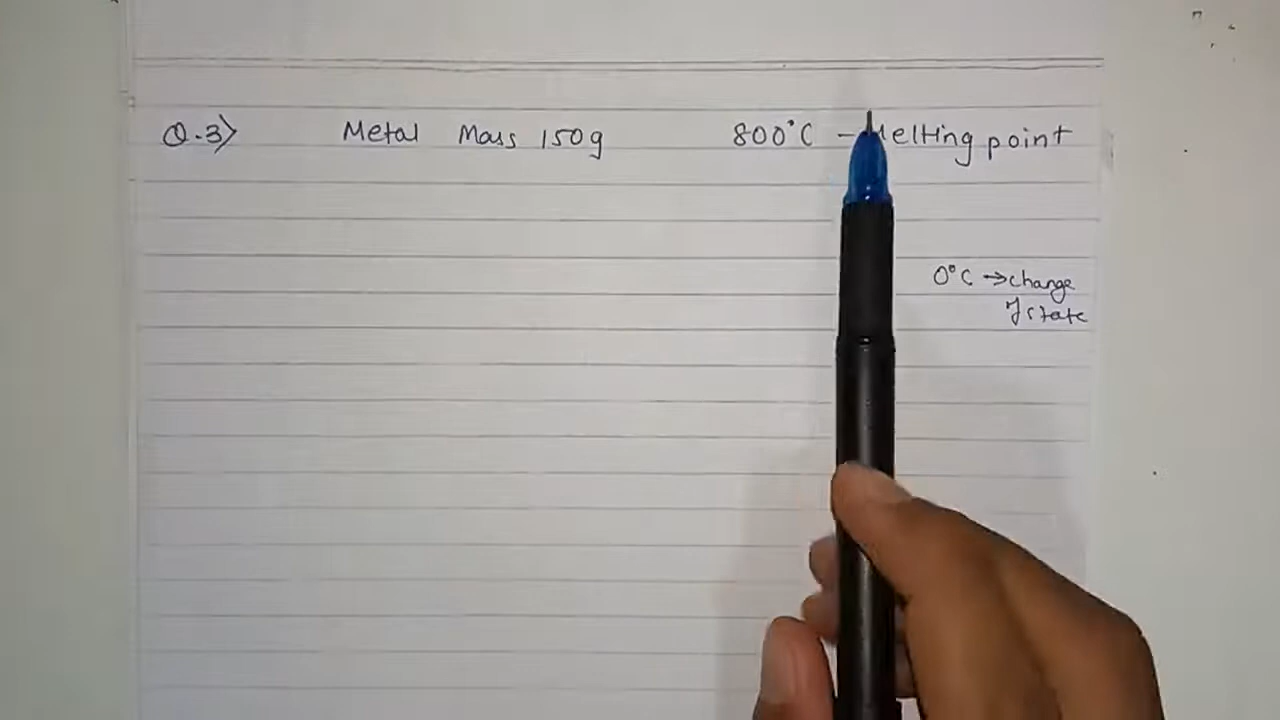 Q.3> Metal Mass 150g 800°C - Melting point
0°C → change
of state